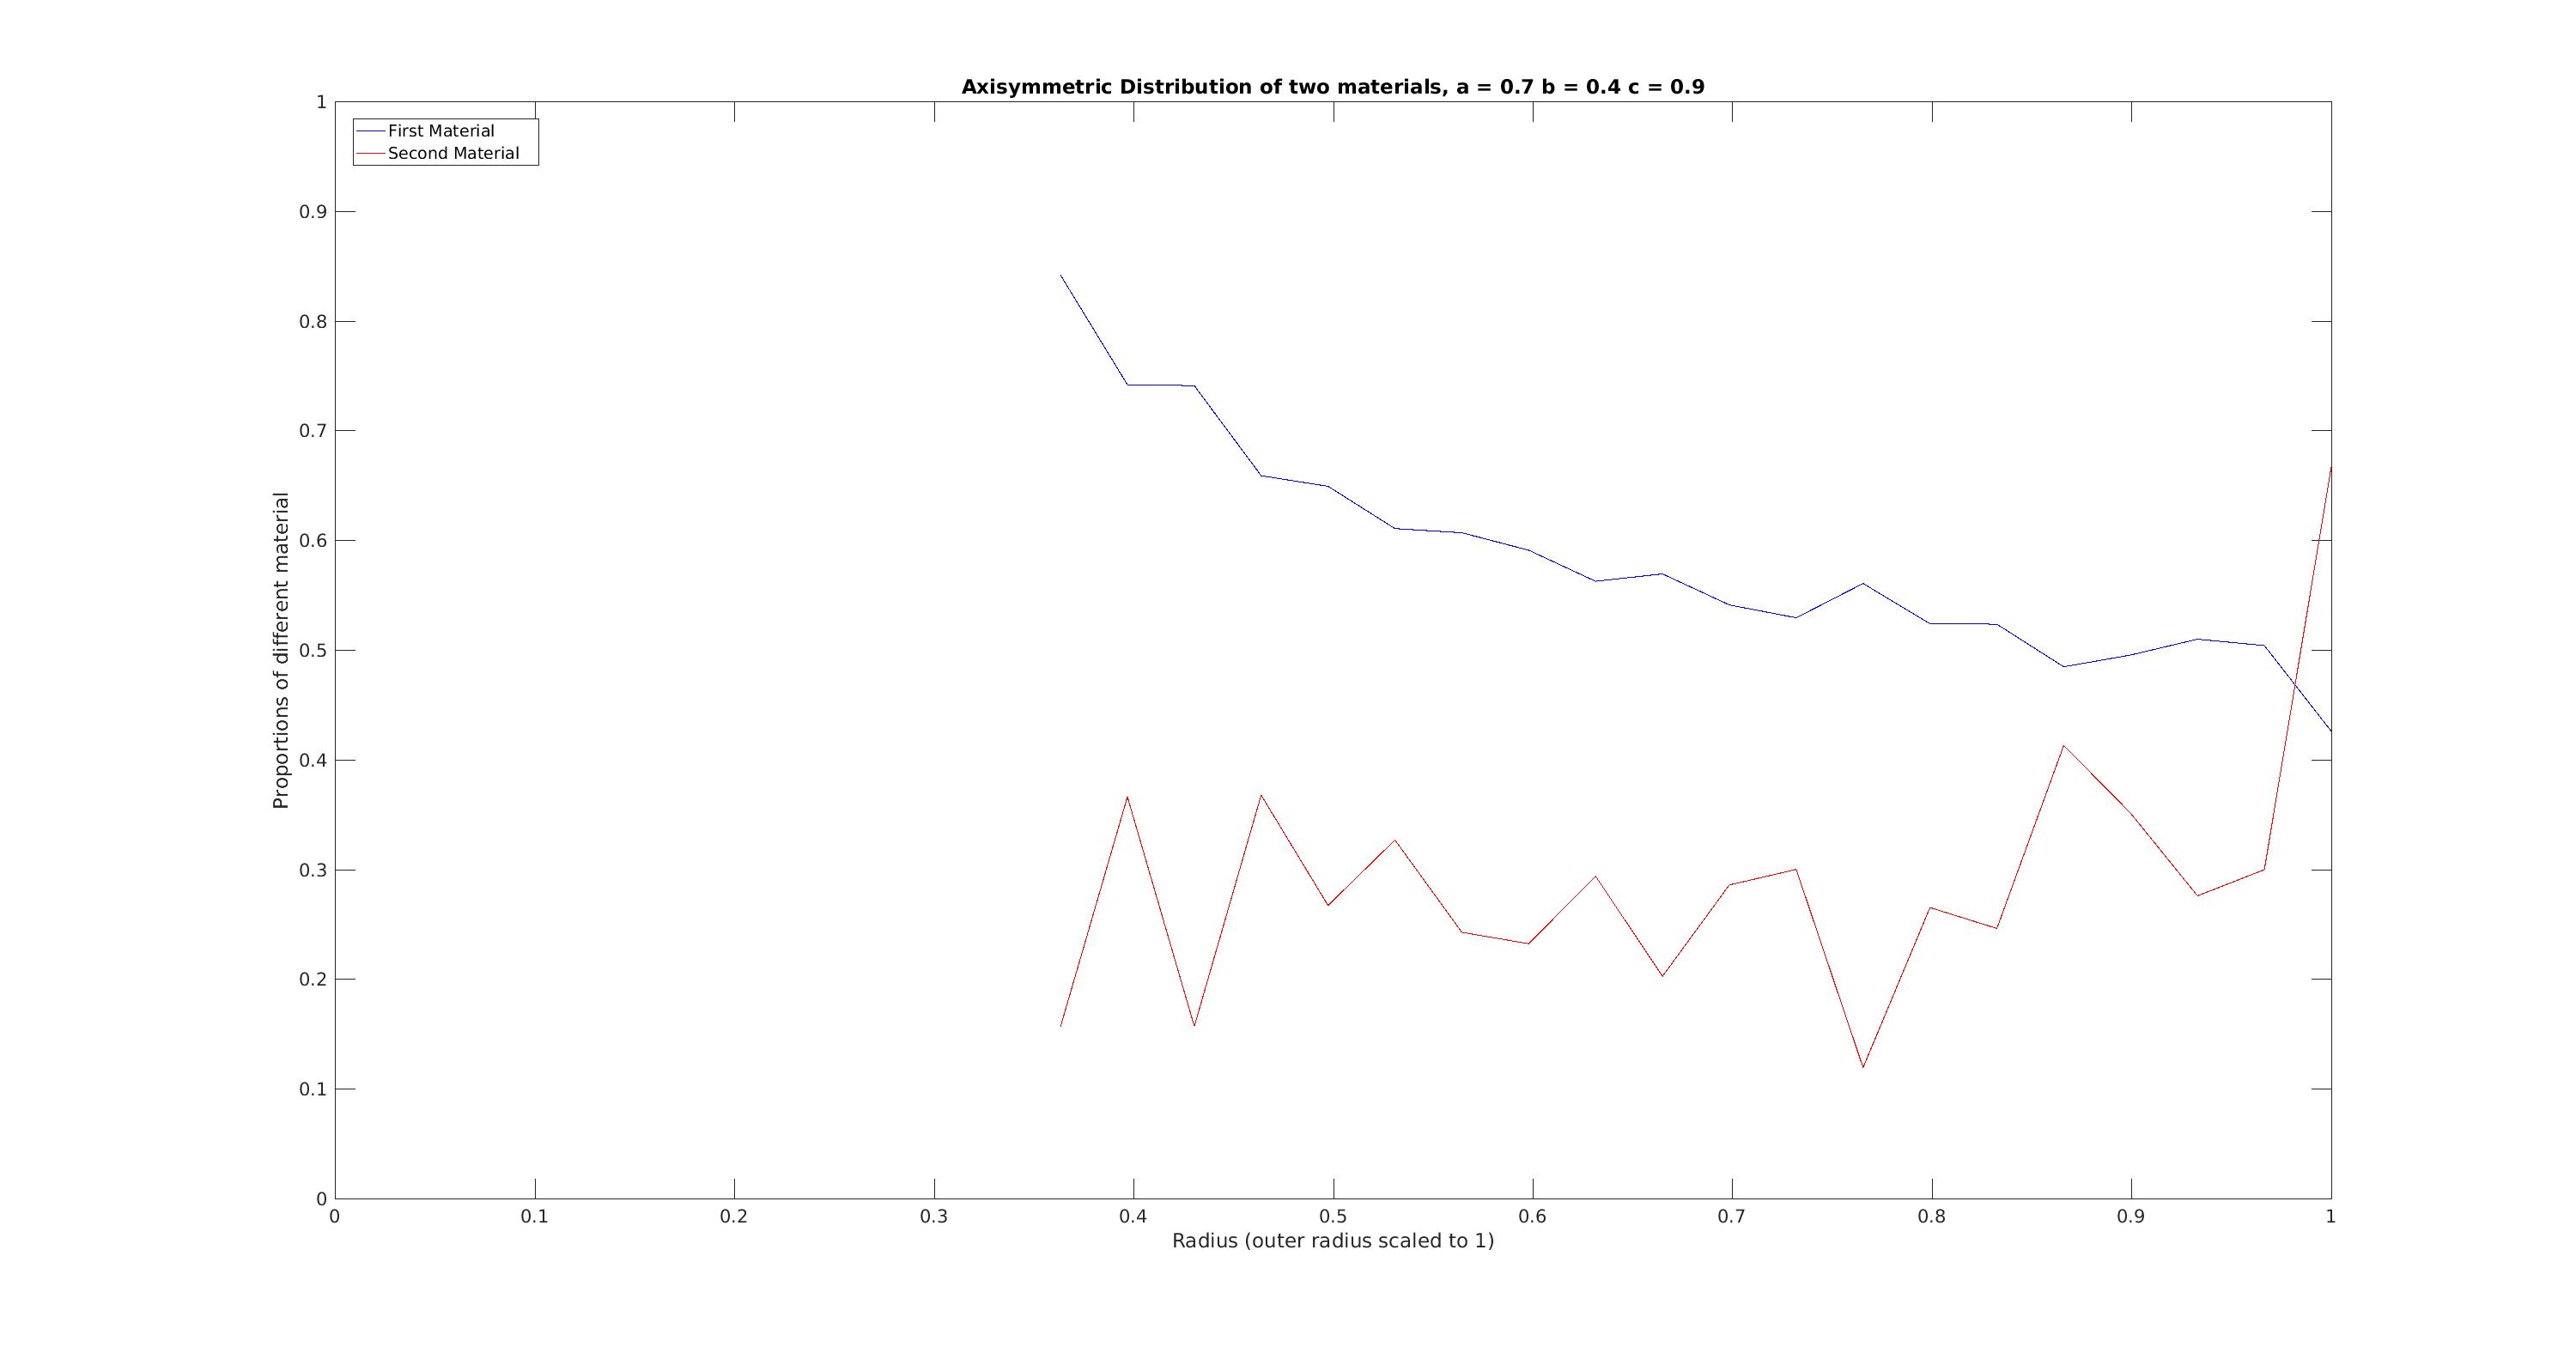 Axisymmetric Distribution of two materials, a = 0.7 b = 0.4 c = 0.9
First Material
Second Material
1
0.9
0.8
0.7
0.6
0.5
0.4
0.3
0.2
0.1
0
Proportions of different material
0 0.1 0.2 0.3 0.4 0.5 0.6 0.7 0.8 0.9 1
Radius (outer radius scaled to 1)